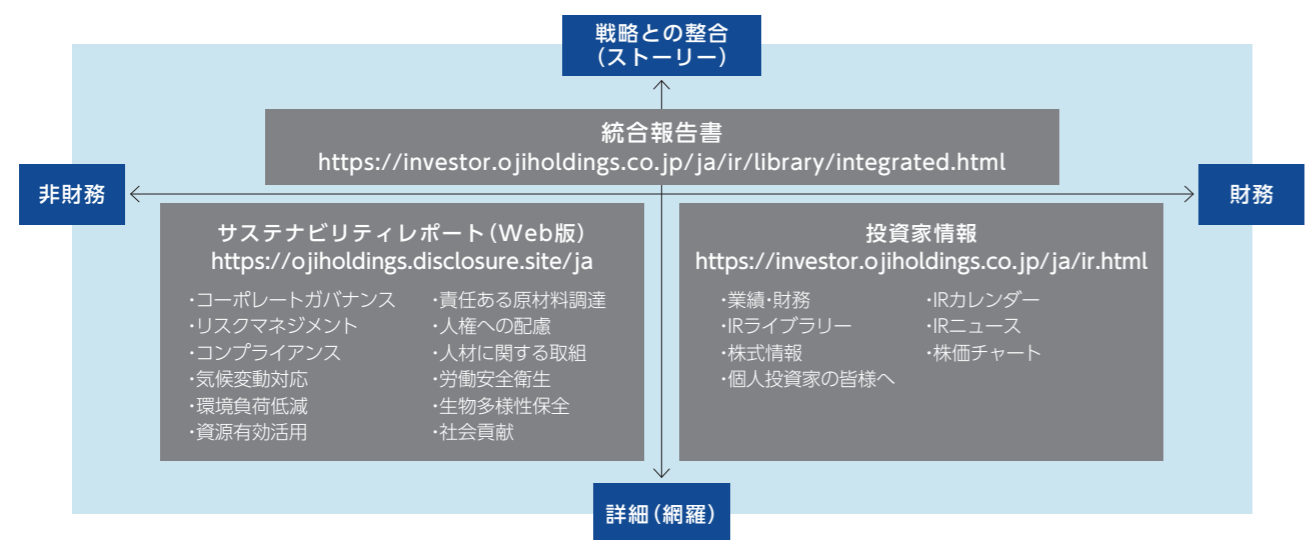 戦略との整合
（ストーリー）
統合報告書
https://investor.ojiholdings.co.jp/ja/ir/library/integrated.html
非財務
財務
サステナビリティレポート（Web版）
https://ojiholdings.disclosure.site/ja
・コーポレートガバナンス
・リスクマネジメント
・コンプライアンス
・気候変動対応
・環境負荷低減
・資源有効活用
・責任ある原材料調達
・人権への配慮
・人材に関する取組
・労働安全衛生
・生物多様性保全
・社会貢献
投資家情報
https://investor.ojiholdings.co.jp/ja/ir.html
・業績・財務
・IRライブラリー
・株式情報
・個人投資家の皆様へ
・IRカレンダー
・IRニュース
・株価チャート
詳細（網羅）